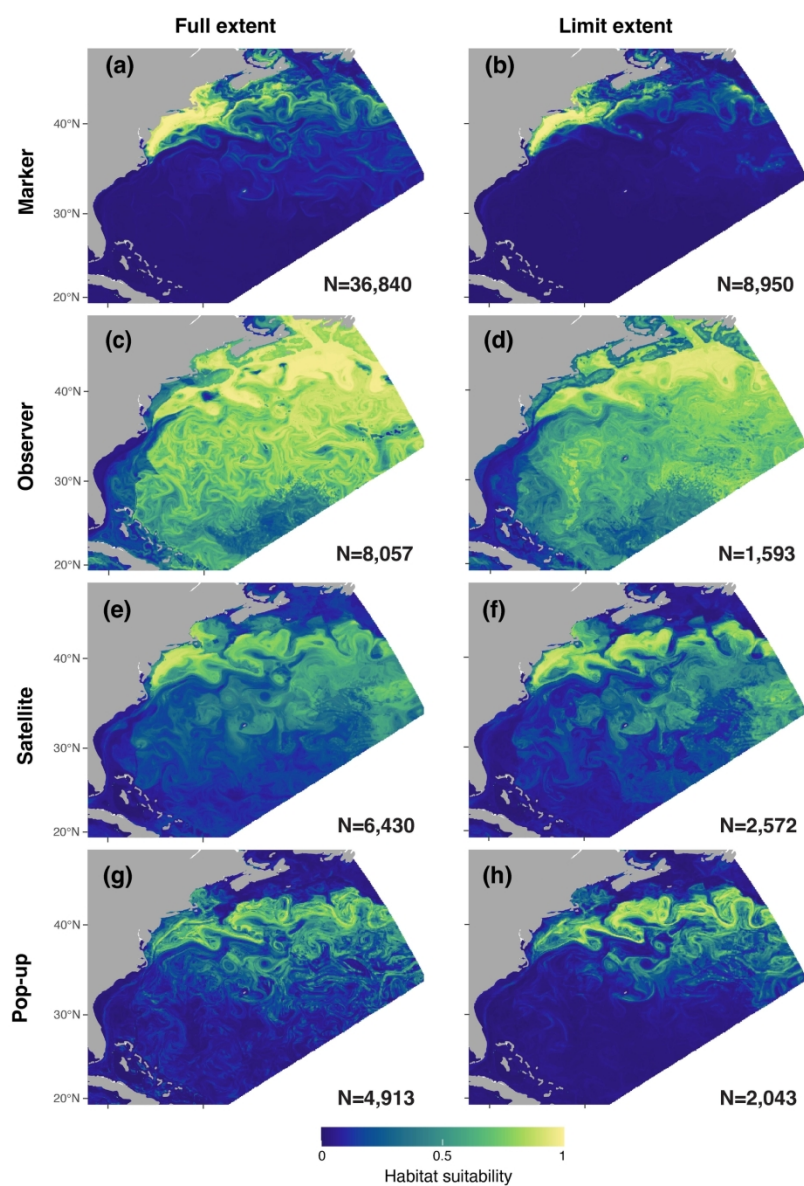 Full extent
Limit extent
Marker
(a)
(b)
40°N
30°N
20°N
N=36,840
N=8,950
Observer
(c)
(d)
40°N
30°N
20°N
N=8,057
N=1,593
Satellite
(e)
(f)
40°N
30°N
20°N
N=6,430
N=2,572
Pop-up
(g)
(h)
40°N
30°N
20°N
N=4,913
N=2,043
0
0.5
1
Habitat suitability